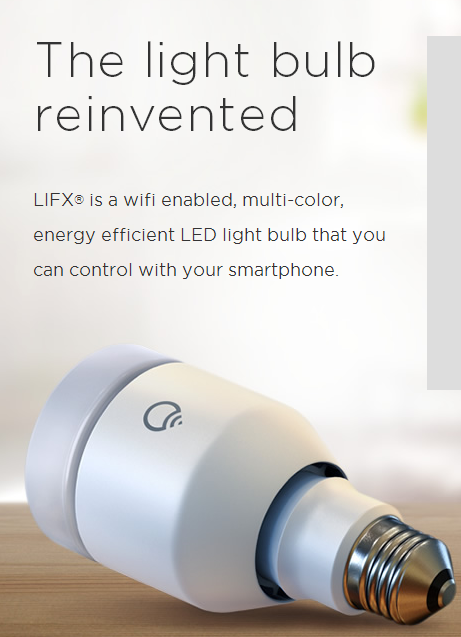 The light bulb
reinvented
LIFX® is a wifi enabled, multi-color,
energy efficient LED light bulb that you
can control with your smartphone.